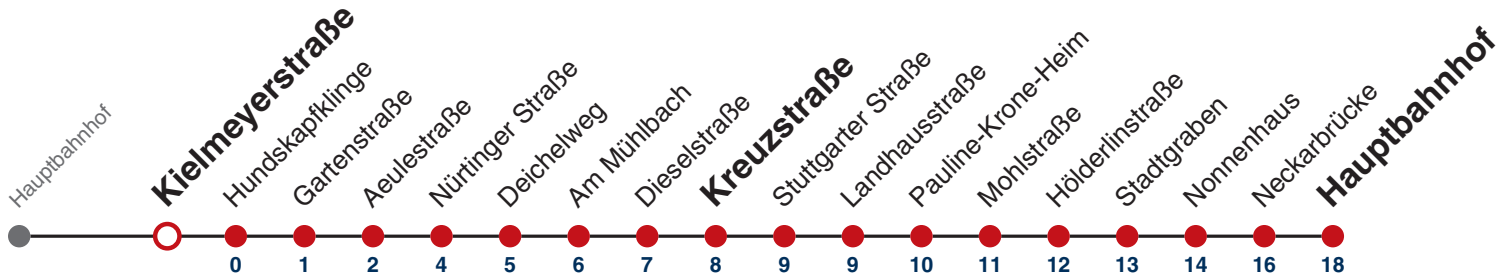 Hauptbahnhof
Kielmeyerstraße
Hundskapfklinge
Gartenstraße
Aeulestraße
Nürtinger Straße
Deichelweg
Am Mühlbach
Dieselstraße
Kreuzstraße
Stuttgarter Straße
Landhausstraße
Pauline-Krone-Heim
Mohlstraße
Hölderlinstraße
Stadtgraben
Nonnenhaus
Neckarbrücke
Hauptbahnhof
0 1 2 4 5 6 7 8 9 9 10 11 12 13 14 16 18